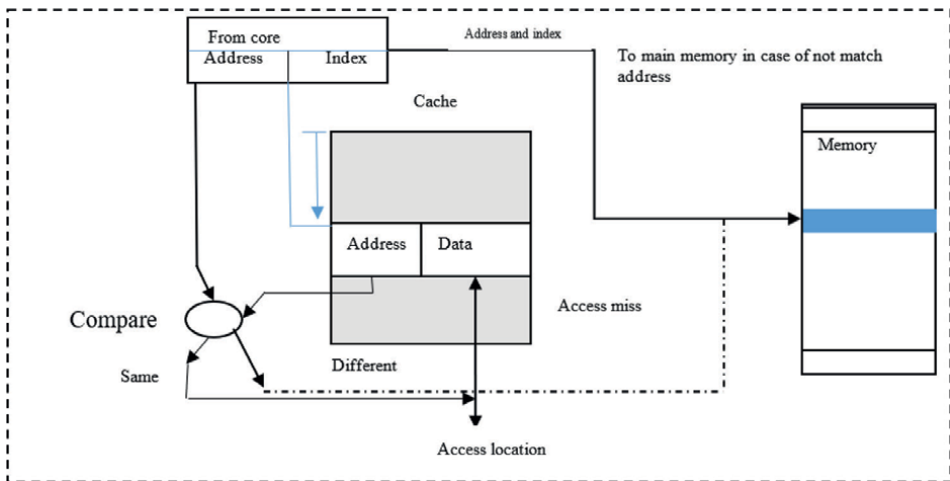 From core
Address Index
Address and index
To main memory in case of not match
address
Cache
Memory
Address Data
Access miss
Compare
Different
Same
Access location